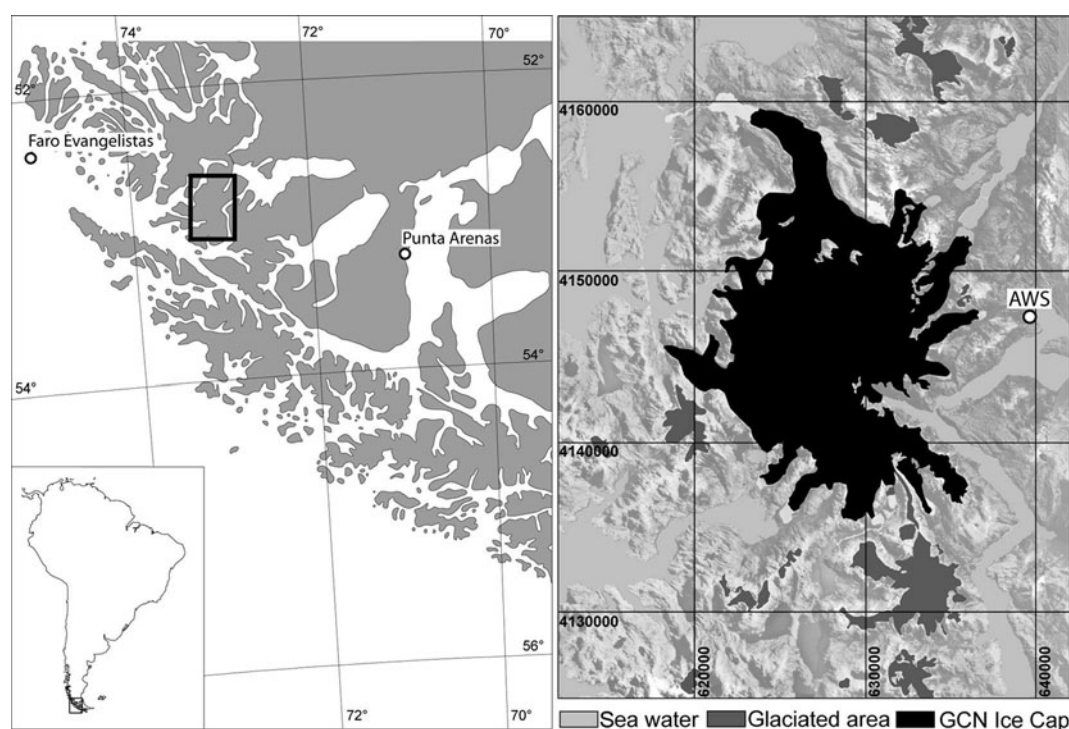 74°
72°
70°
52°
52°
Faro Evangelistas
Punta Arenas
54°
54°
56°
72°
70°
4160000
4150000
AWS
4140000
4130000
620000
630000
640000
Sea water
Glaciated area
GCN Ice Cap